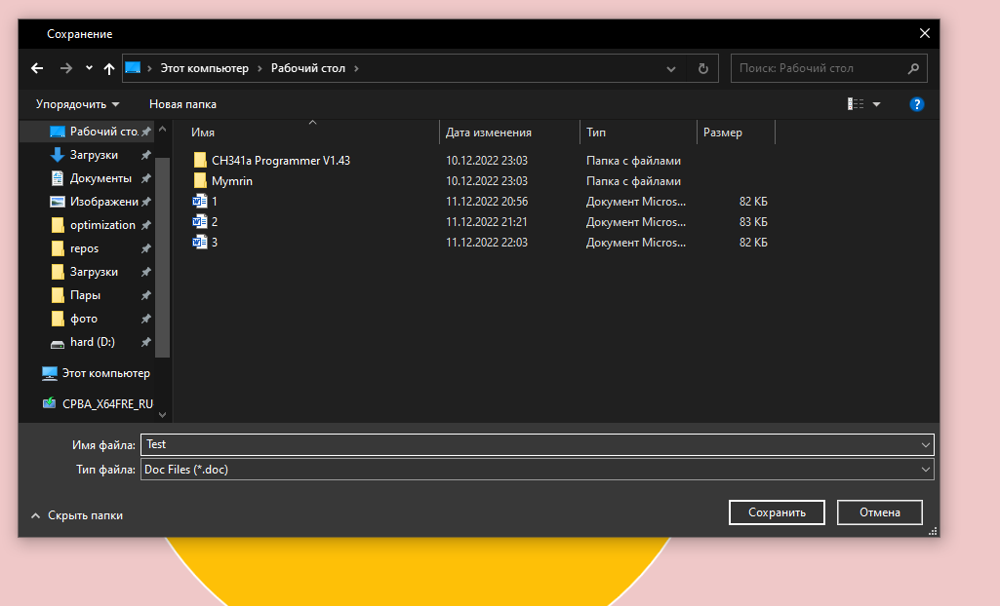 Сохранение
Этот компьютер › Рабочий стол ›
Поиск: Рабочий стол
Упорядочить
Новая папка
?
Рабочий сто.
Загрузки
Документы
Изображени
optimization
repos
Загрузки
Пары
фото
hard (D:)
Этот компьютер
CPBA_X64FRE_RU
Имя Дата изменения Тип Размер
CH341a Programmer V1.43 10.12.2022 23:03 Папка с файлами
Mymrin 10.12.2022 23:03 Папка с файлами
1 11.12.2022 20:56 Документ Micros... 82 КБ
2 11.12.2022 21:21 Документ Micros... 83 КБ
3 11.12.2022 22:03 Документ Micros... 82 КБ
Имя файла: Test
Тип файла: Doc Files (*.doc)
Скрыть папки
Сохранить
Отмена